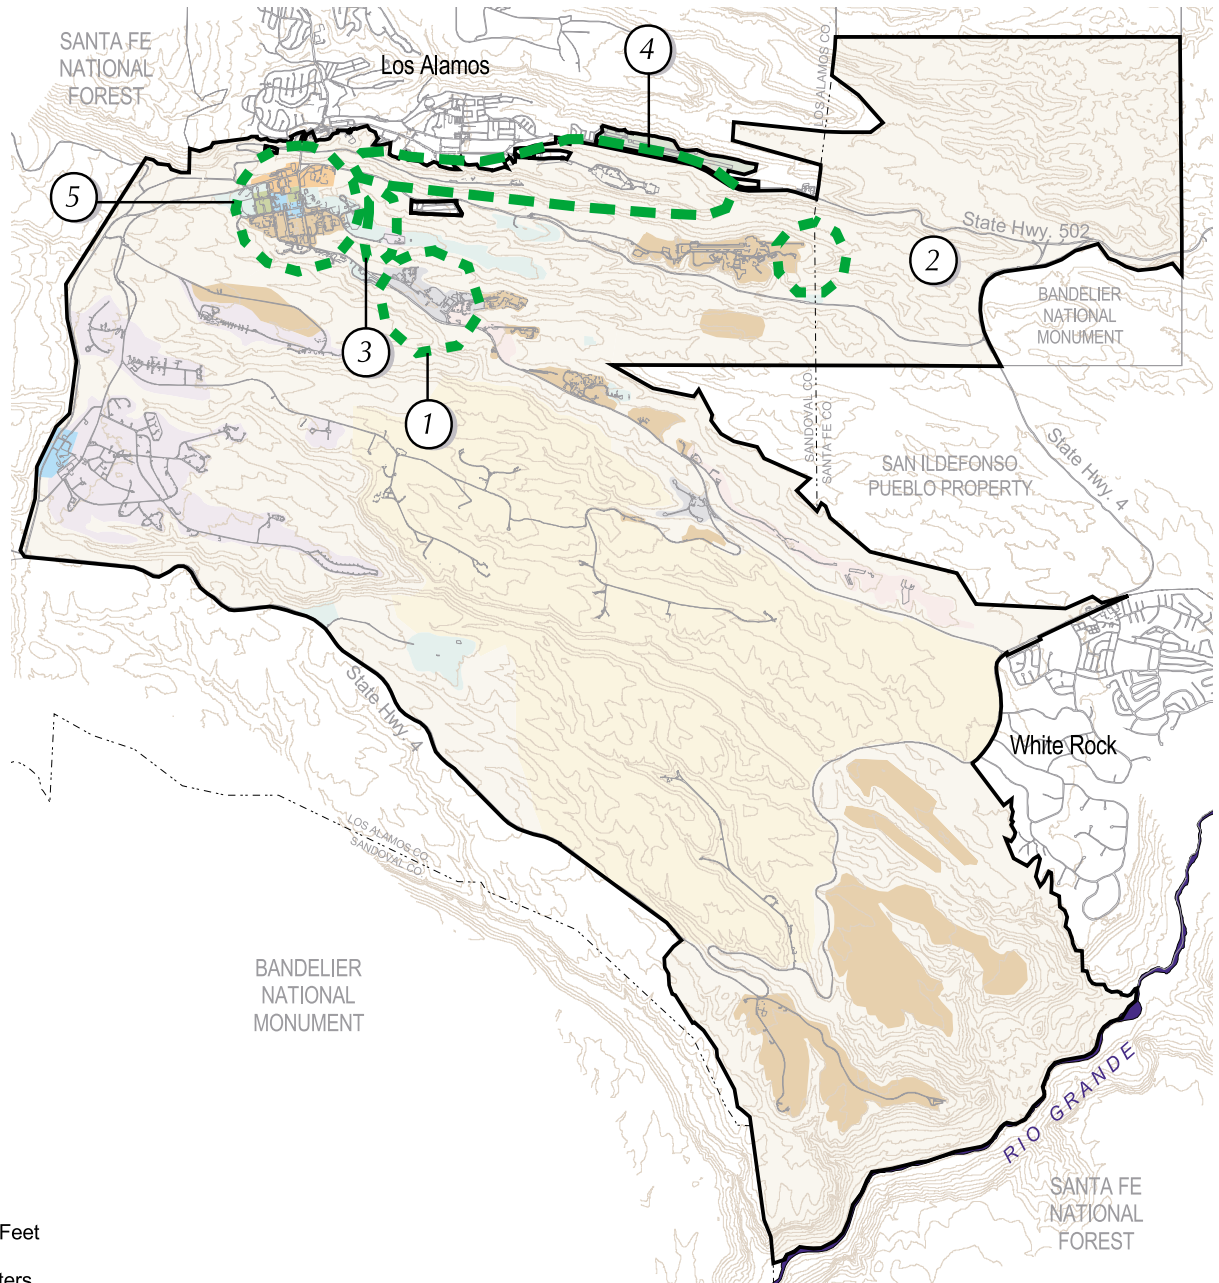 SANTA FE
NATIONAL
FOREST
Los Alamos
4
LOS ALAMOS CO.
5
State Hwy. 502
2
BANDELIER
NATIONAL
MONUMENT
3
1
SANDOVAL CO.
SANTA FE CO.
SAN ILDEFONSO
PUEBLO PROPERTY
State Hwy. 4
State Hwy. 4
White Rock
LOS ALAMOS CO.
SANDOVAL CO.
BANDELIER
NATIONAL
MONUMENT
RIO GRANDE
SANTA FE
NATIONAL
FOREST
Feet